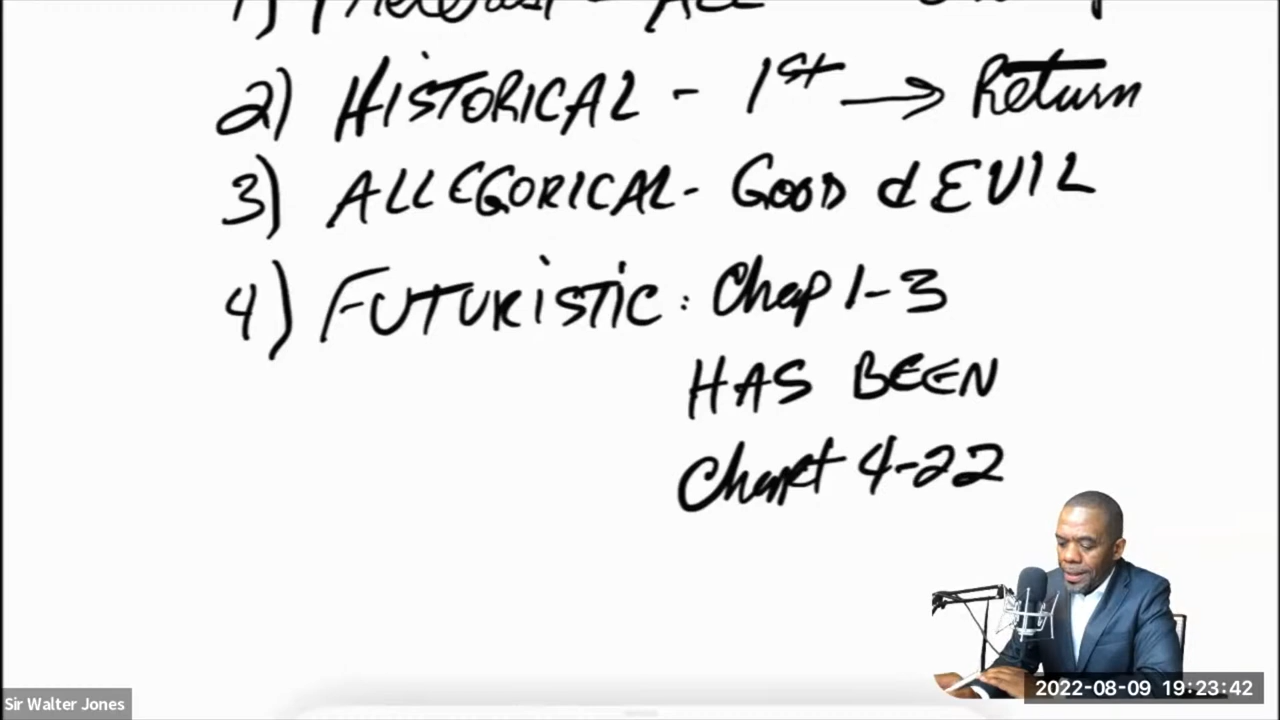 2) HISTORICAL - 1st → Return
3) ALLEGORICAL - GOOD & EVIL
4) FUTURISTIC : Chap 1-3
HAS BEEN
Chapt 4-22
Sir Walter Jones
2022-08-09 19:23:42